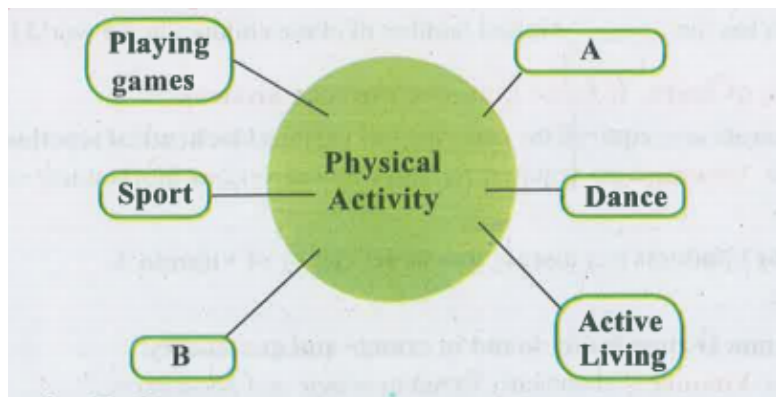 Playing
games
A
Physical
Activity
Sport
Dance
B
Active
Living